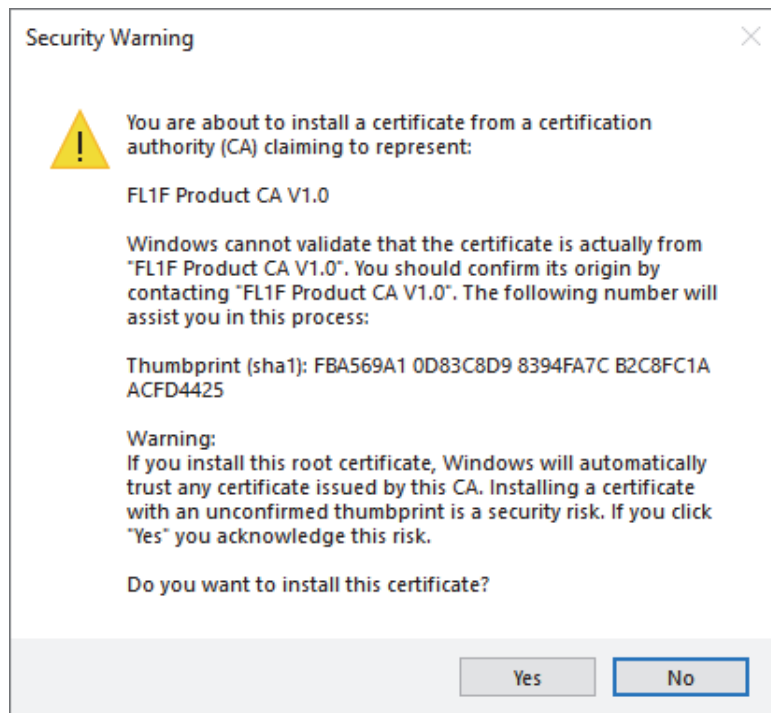 Security Warning
You are about to install a certificate from a certification
authority (CA) claiming to represent:
FL1F Product CA V1.0
Windows cannot validate that the certificate is actually from
"FL1F Product CA V1.0". You should confirm its origin by
contacting "FL1F Product CA V1.0". The following number will
assist you in this process:
Thumbprint (sha1): FBA569A1 0D83C8D9 8394FA7C B2C8FC1A
ACFD4425
Warning:
If you install this root certificate, Windows will automatically
trust any certificate issued by this CA. Installing a certificate
with an unconfirmed thumbprint is a security risk. If you click
"Yes" you acknowledge this risk.
Do you want to install this certificate?
Yes No